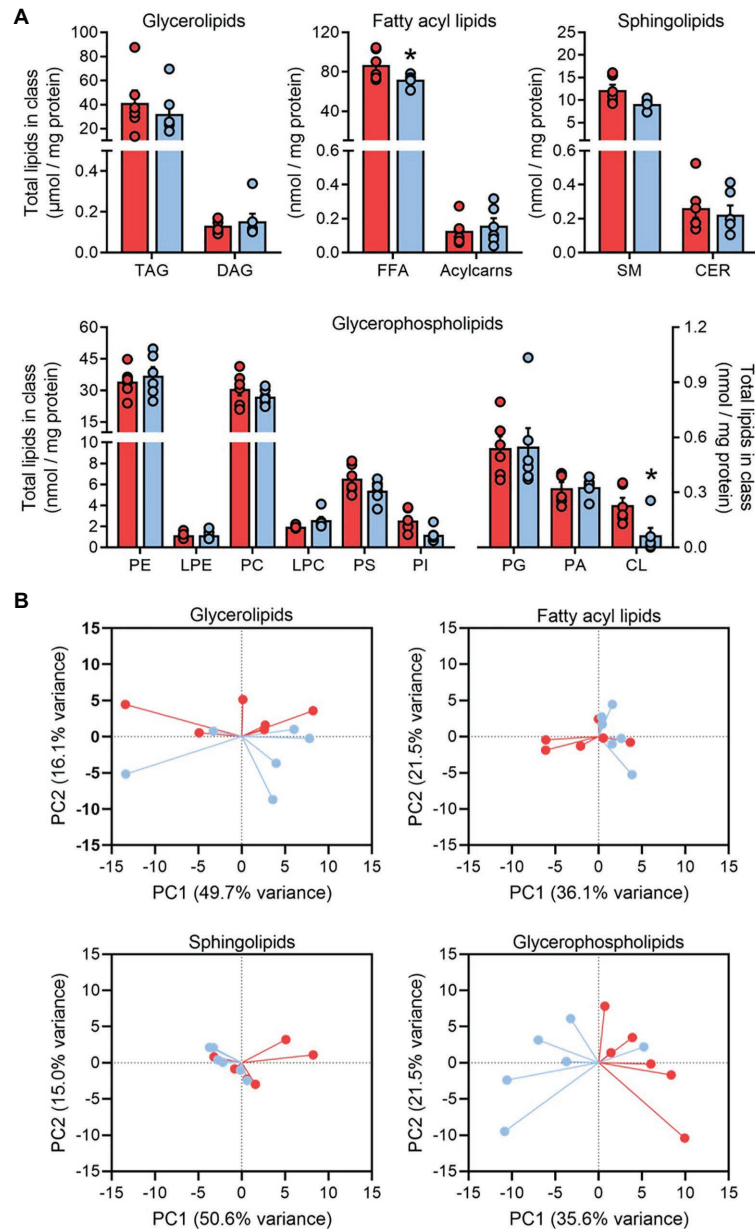 A
Glycerolipids
Fatty acyl lipids
Sphingolipids
Total lipids in class
(μmol / mg protein)
100
80
60
40
20
0.4
0.2
0.0
TAG
DAG
(nmol / mg protein)
120
80
40
0.6
0.4
0.2
0.0
*
FFA
Acylcarns
(nmol / mg protein)
25
20
15
10
25
0.6
0.4
0.2
0.0
SM
CER
Glycerophospholipids
Total lipids in class
(nmol / mg protein)
60
45
30
15
10
8
6
4
2
0
PE
LPE
PC
LPC
PS
PI
*
PG
PA
CL
1.2
0.9
0.6
0.3
0.0
Total lipids in class
(nmol / mg protein)
B
Glycerolipids
PC2 (16.1% variance)
15
10
5
0
-5
-10
-15
-15 -10 -5 0 5 10 15
PC1 (49.7% variance)
Fatty acyl lipids
PC2 (21.5% variance)
15
10
5
0
-5
-10
-15
-15 -10 -5 0 5 10 15
PC1 (36.1% variance)
Sphingolipids
PC2 (15.0% variance)
15
10
5
0
-5
-10
-15
-15 -10 -5 0 5 10 15
PC1 (50.6% variance)
Glycerophospholipids
PC2 (21.5% variance)
15
10
5
0
-5
-10
-15
-15 -10 -5 0 5 10 15
PC1 (35.6% variance)